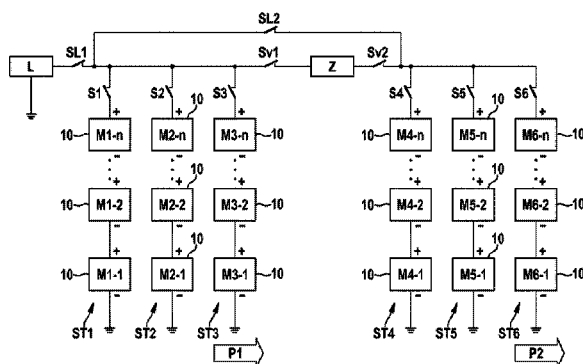 SL2
SL1 Sv1 Sv2
L Z
S1 S2 10 S3 10 S4 S5 10 S6
+ + + + + +
10 M1-n M2-n M3-n 10 10 M4-n M5-n M6-n 10
- - - - - -
+ + 10 + + + 10 +
10 M1-2 M2-2 M3-2 10 10 M4-2 M5-2 M6-2 10
- - - - - -
+ + 10 + + + 10 +
10 M1-1 M2-1 M3-1 10 10 M4-1 M5-1 M6-1 10
- - - - - -
ST1 ST2 ST3 ST4 ST5 ST6
P1 P2